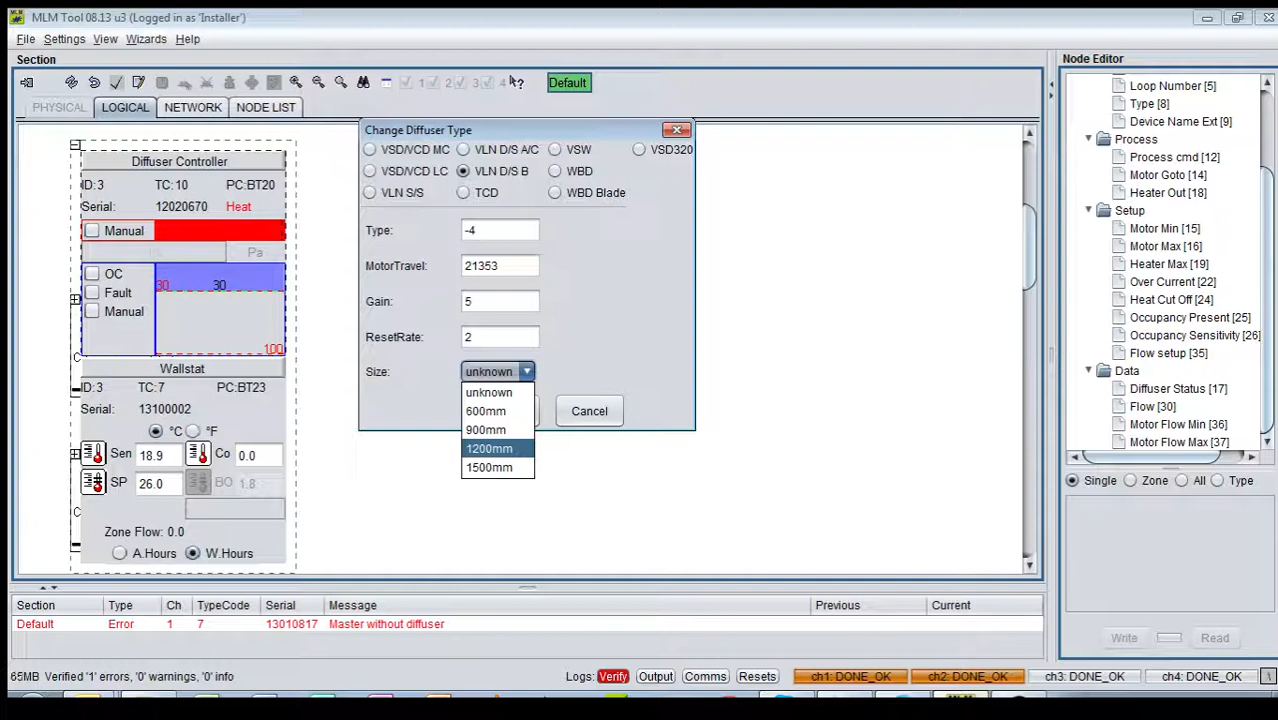 MLM Tool 08.13 u3 (Logged in as 'Installer')
File Settings View Wizards Help
Section
1 2 3 4 ? Default
PHYSICAL LOGICAL NETWORK NODE LIST
Diffuser Controller
ID:3 TC:10 PC:BT20
Serial: 12020670 Heat
Manual
Pa
OC
Fault
Manual
30 30
100
Wallstat
ID:3 TC:7 PC:BT23
Serial: 13100002
°C °F
Sen 18.9 Co 0.0
SP 26.0 BO 1.8
Zone Flow: 0.0
A.Hours W.Hours
Change Diffuser Type
VSD/VCD MC VLN D/S A/C VSW VSD320
VSD/VCD LC VLN D/S B WBD
VLN S/S TCD WBD Blade
Type: -4
MotorTravel: 21353
Gain: 5
ResetRate: 2
Size: unknown
unknown
600mm
900mm
1200mm
1500mm
Cancel
Node Editor
Loop Number [5]
Type [8]
Device Name Ext [9]
Process
Process cmd [12]
Motor Goto [14]
Heater Out [18]
Setup
Motor Min [15]
Motor Max [16]
Heater Max [19]
Over Current [22]
Heat Cut Off [24]
Occupancy Present [25]
Occupancy Sensitivity [26]
Flow setup [35]
Data
Diffuser Status [17]
Flow [30]
Motor Flow Min [36]
Motor Flow Max [37]
Single Zone All Type
Write Read
Section Type Ch TypeCode Serial Message Previous Current
Default Error 1 7 13010817 Master without diffuser
65MB Verified '1' errors, '0' warnings, '0' info
Logs: Verify Output Comms Resets ch1: DONE_OK ch2: DONE_OK ch3: DONE_OK ch4: DONE_OK